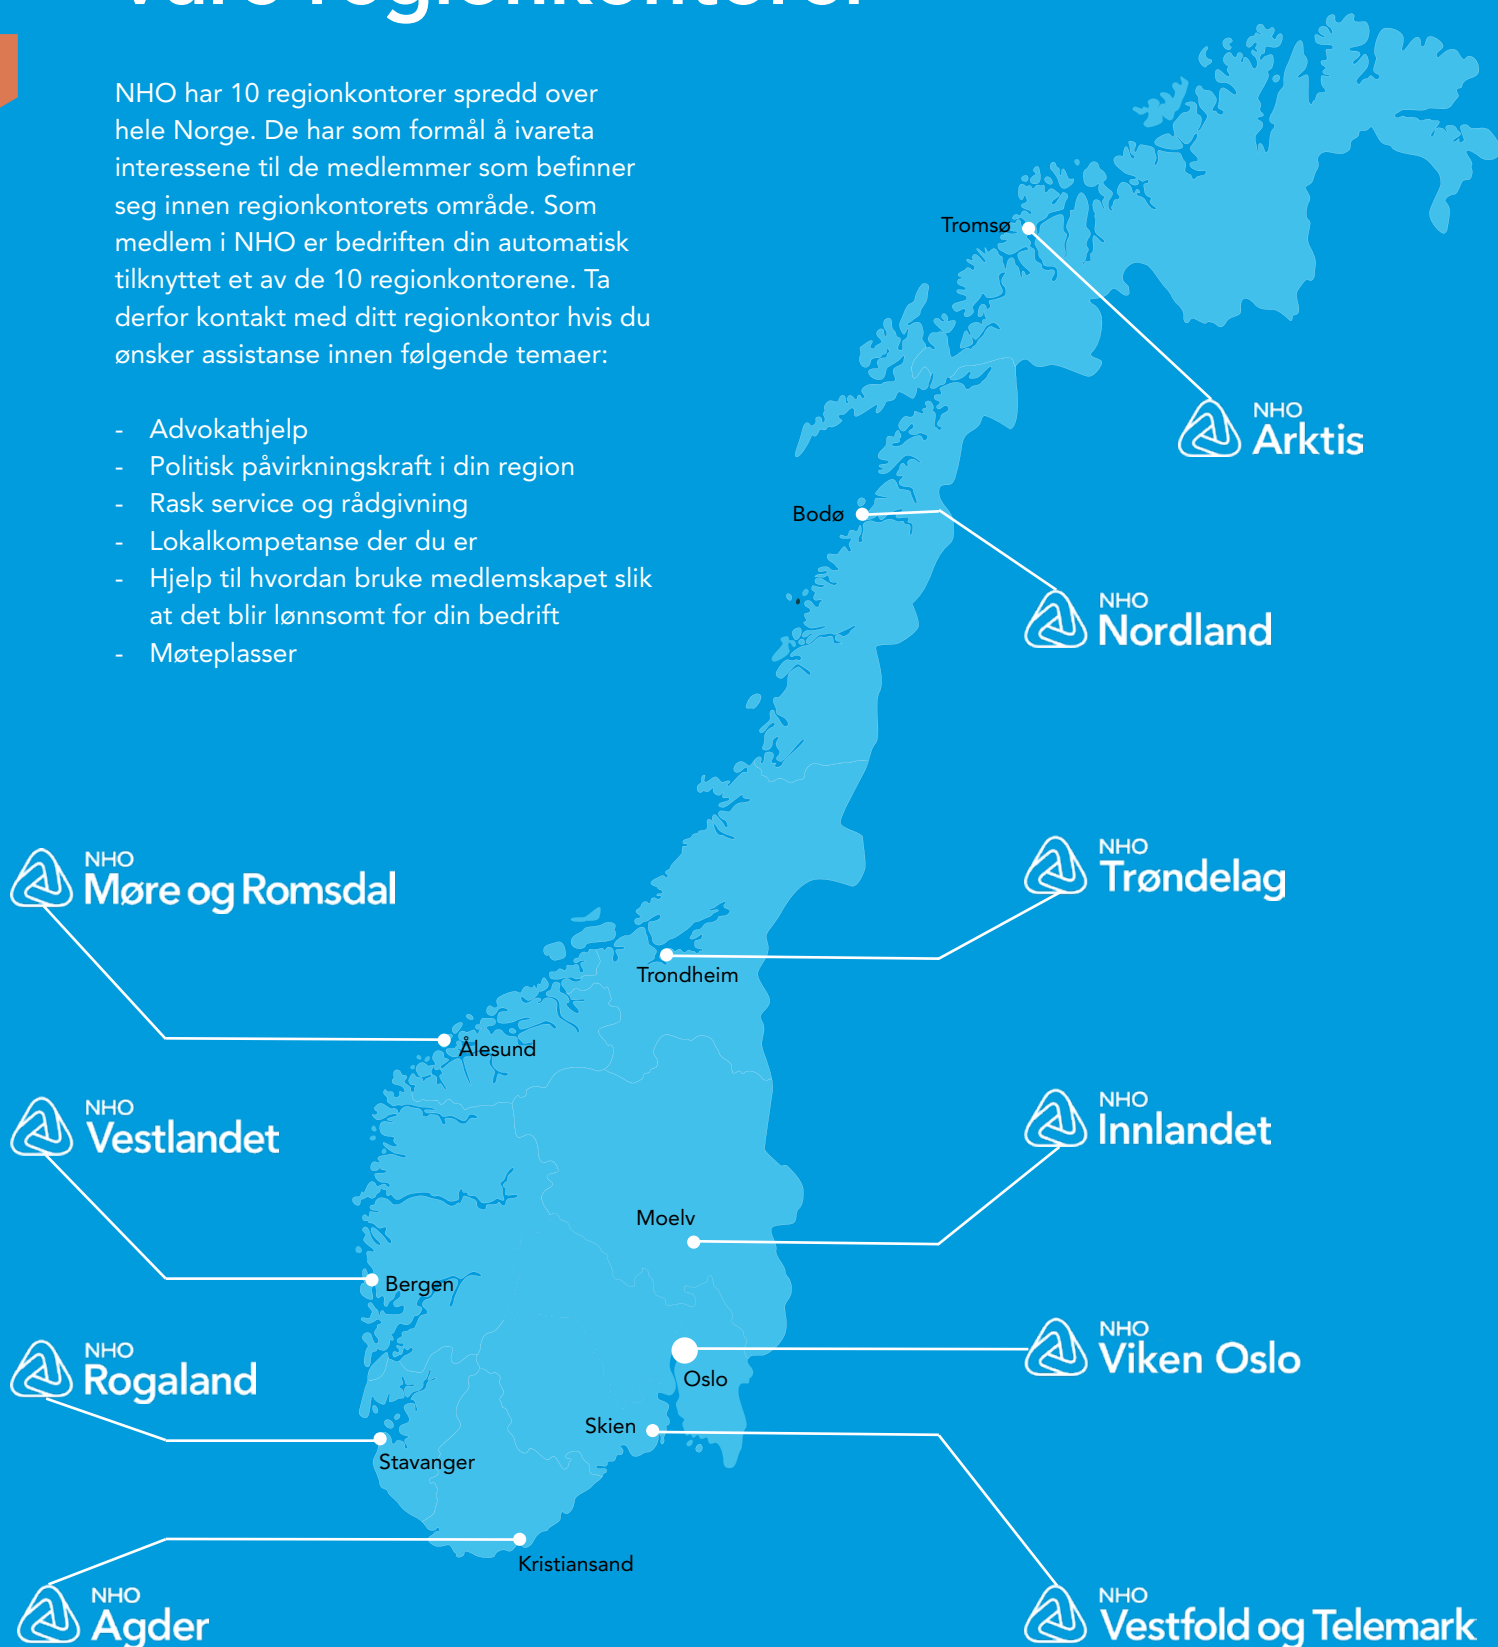 Våre regionkontorer
NHO har 10 regionkontorer spredd over
hele Norge. De har som formål å ivareta
interessene til de medlemmer som befinner
seg innen regionkontorets område. Som
medlem i NHO er bedriften din automatisk
tilknyttet et av de 10 regionkontorene. Ta
derfor kontakt med ditt regionkontor hvis du
ønsker assistanse innen følgende temaer:
- Advokathjelp
- Politisk påvirkningskraft i din region
- Rask service og rådgivning
- Lokalkompetanse der du er
- Hjelp til hvordan bruke medlemskapet slik
at det blir lønnsomt for din bedrift
- Møteplasser
Tromsø
NHO
Arktis
Bodø
NHO
Nordland
NHO
Trøndelag
Trondheim
NHO
Møre og Romsdal
Ålesund
NHO
Vestlandet
Bergen
NHO
Innlandet
Moelv
NHO
Viken Oslo
Oslo
NHO
Rogaland
Stavanger
Skien
Kristiansand
NHO
Agder
NHO
Vestfold og Telemark